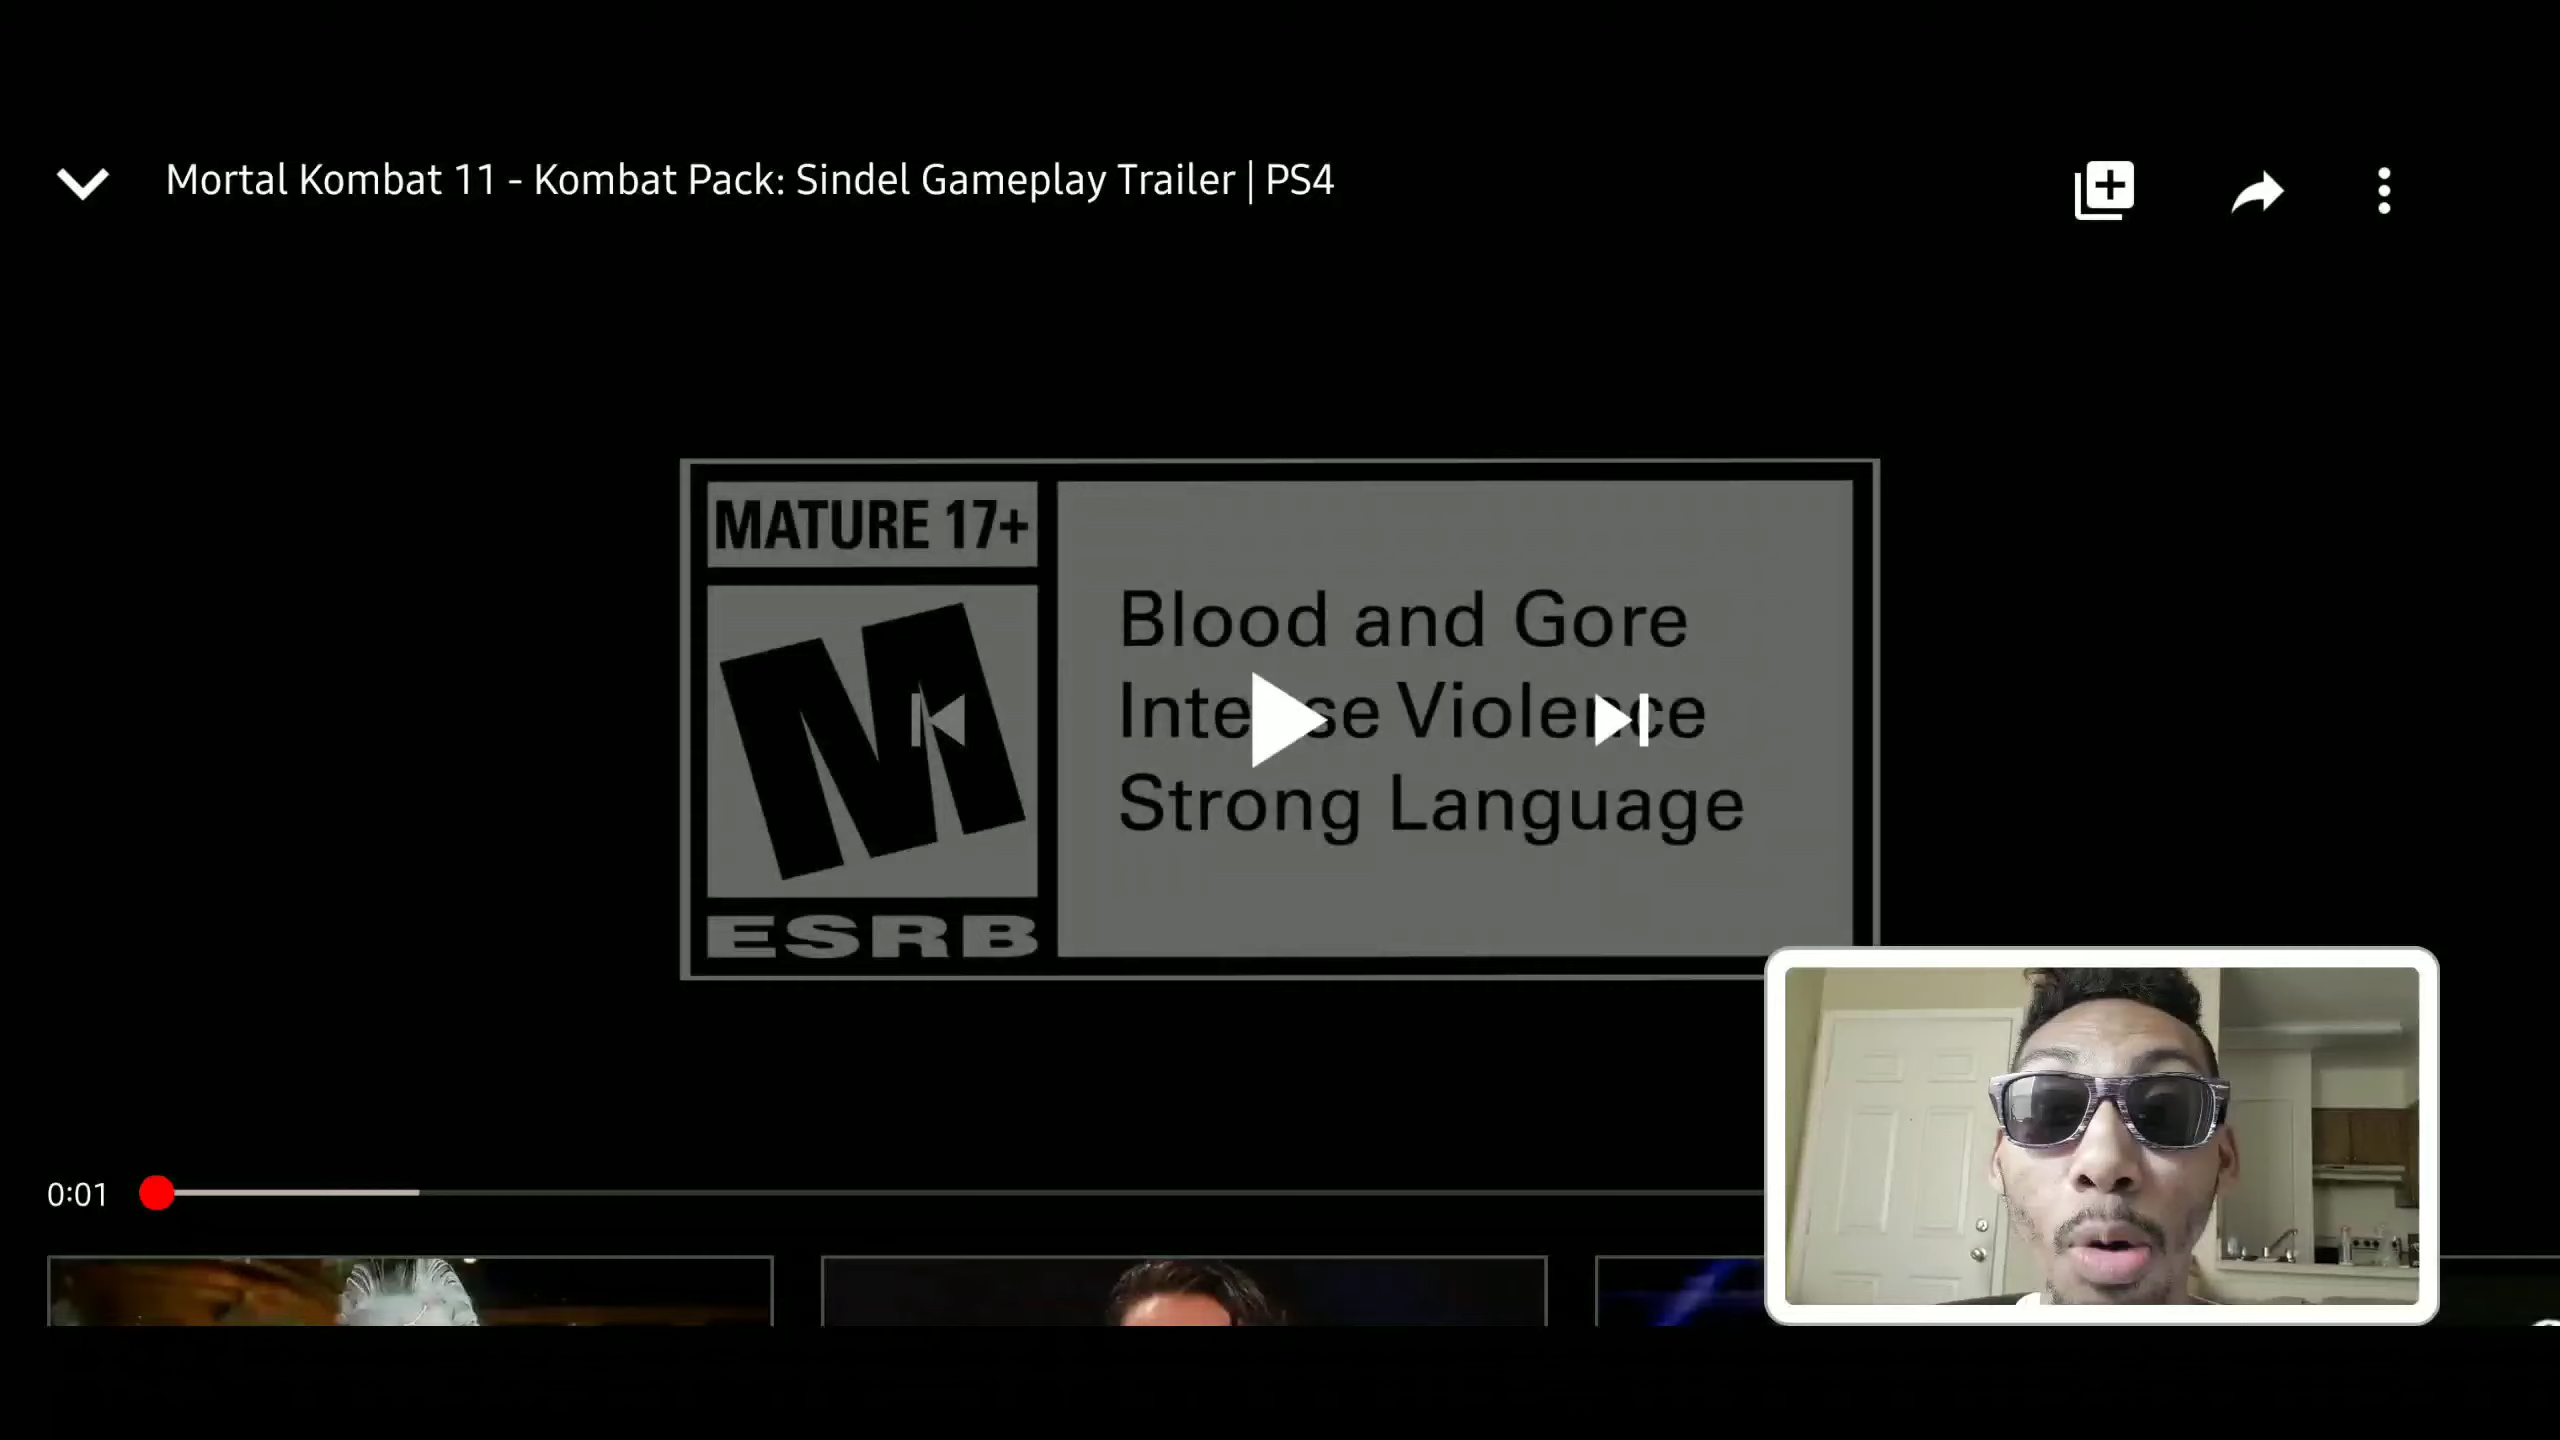 Mortal Kombat 11 - Kombat Pack: Sindel Gameplay Trailer | PS4
MATURE 17+
M
ESRB
Blood and Gore
Intense Violence
Strong Language
0:01